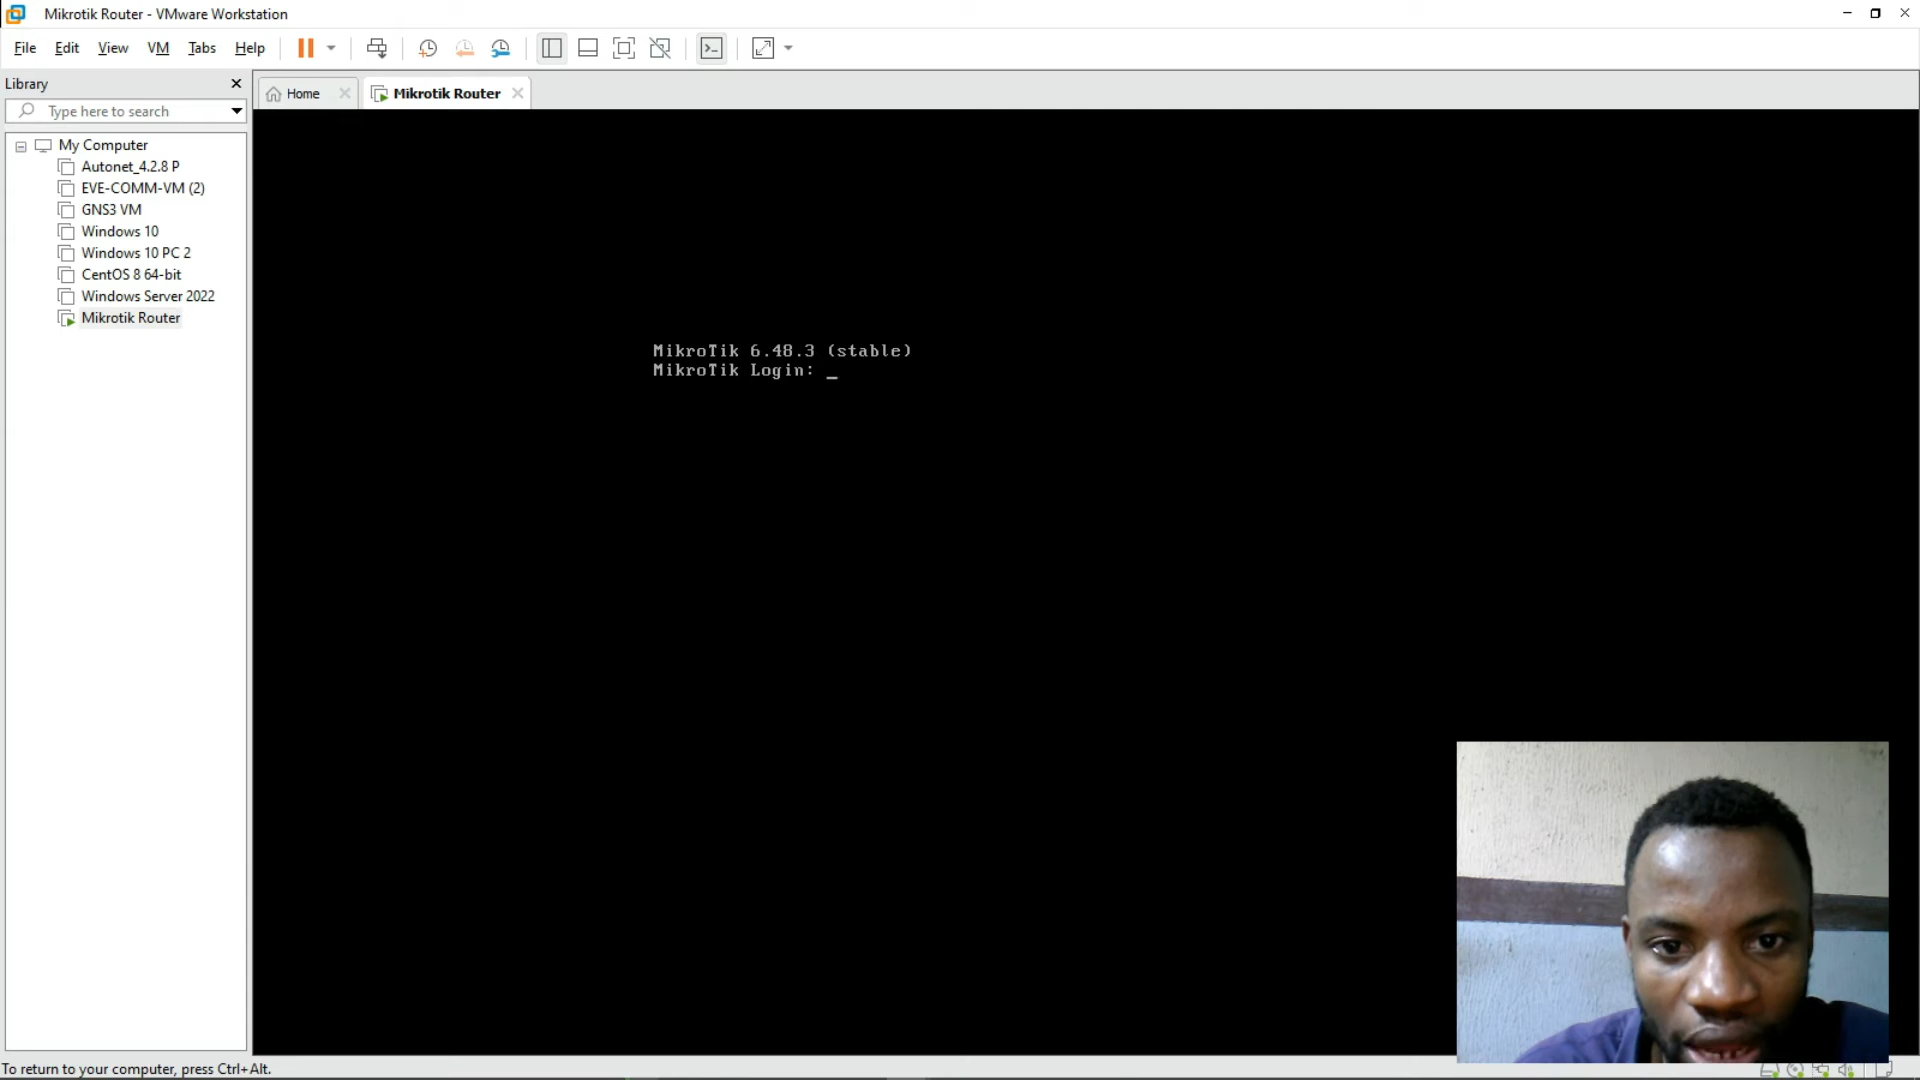 Mikrotik Router - VMware Workstation
File Edit View VM Tabs Help
Library
Home
Mikrotik Router
Type here to search
My Computer
Autonet_4.2.8 P
EVE-COMM-VM (2)
GNS3 VM
Windows 10
Windows 10 PC 2
CentOS 8 64-bit
Windows Server 2022
Mikrotik Router
MikroTik 6.48.3 (stable)
MikroTik Login: _
To return to your computer, press Ctrl+Alt.